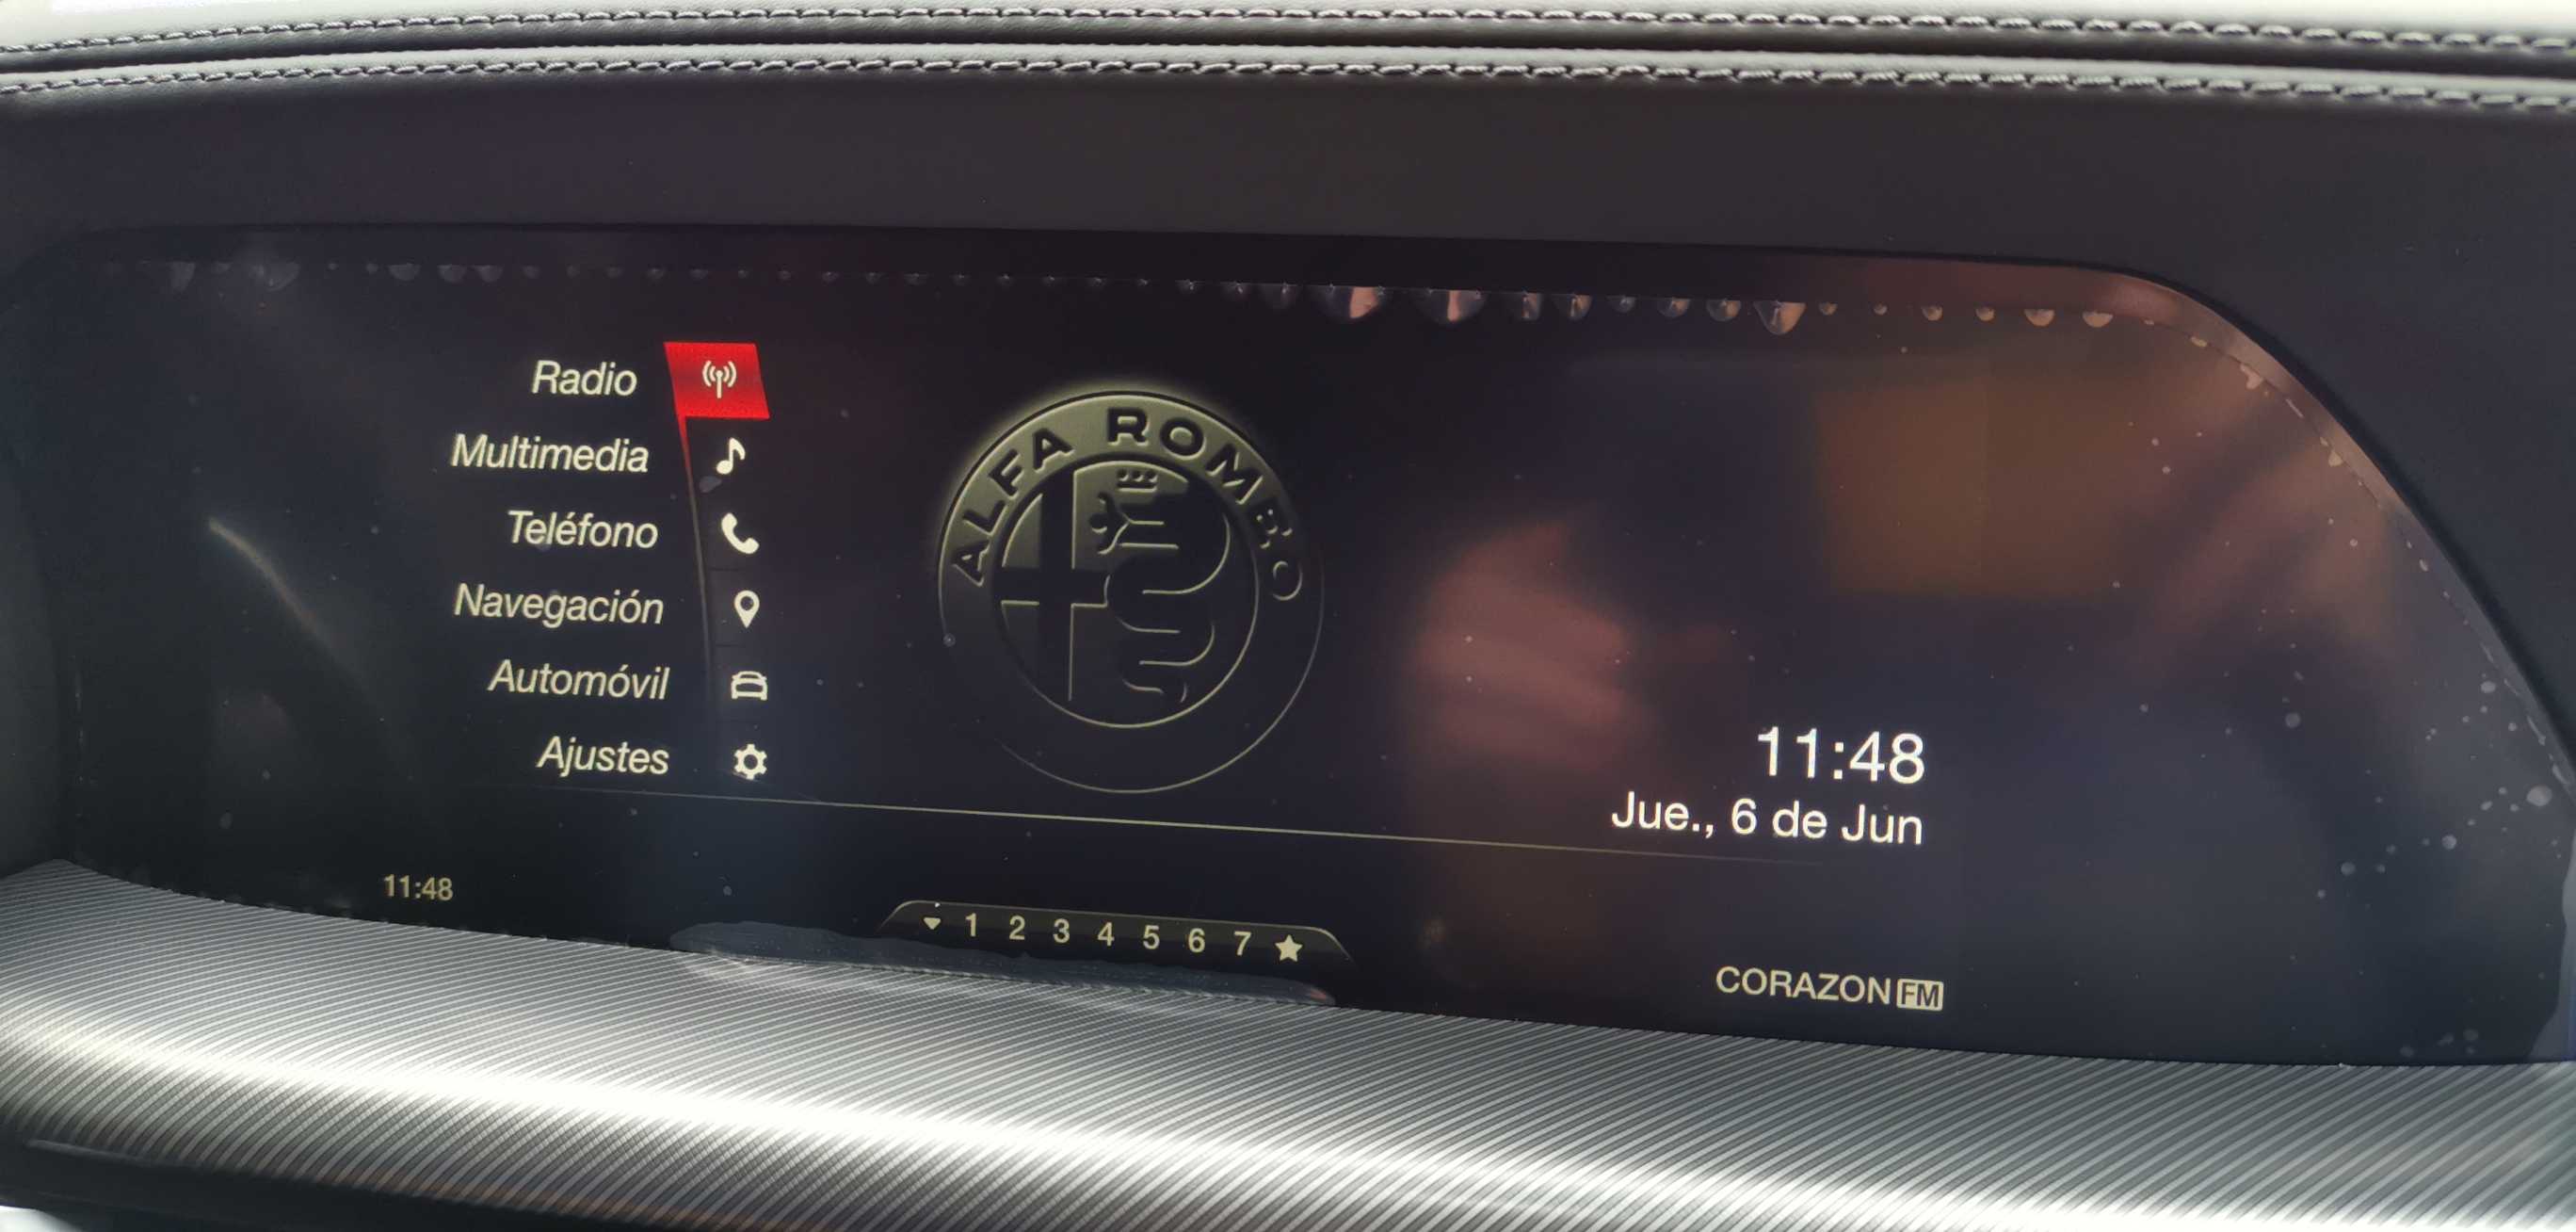 Radio
Multimedia
Teléfono
Navegación
Automóvil
Ajustes
ALFA ROMEO
11:48
Jue., 6 de Jun
11:48
1 2 3 4 5 6 7
CORAZON FM